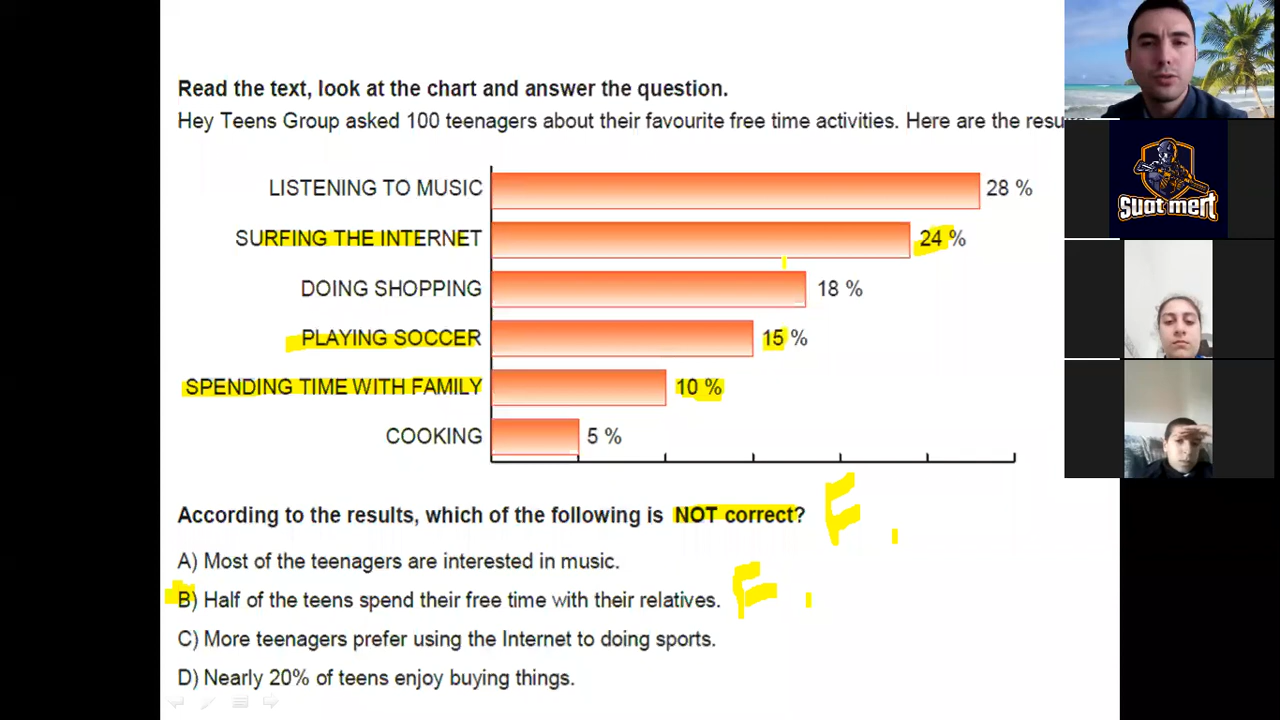 Read the text, look at the chart and answer the question.
Hey Teens Group asked 100 teenagers about their favourite free time activities. Here are the
LISTENING TO MUSIC 28 %
SURFING THE INTERNET 24 %
DOING SHOPPING 18 %
PLAYING SOCCER 15 %
SPENDING TIME WITH FAMILY 10 %
COOKING 5 %
According to the results, which of the following is NOT correct? F.
A) Most of the teenagers are interested in music.
B) Half of the teens spend their free time with their relatives. F.
C) More teenagers prefer using the Internet to doing sports.
D) Nearly 20% of teens enjoy buying things.
SUOT MERT